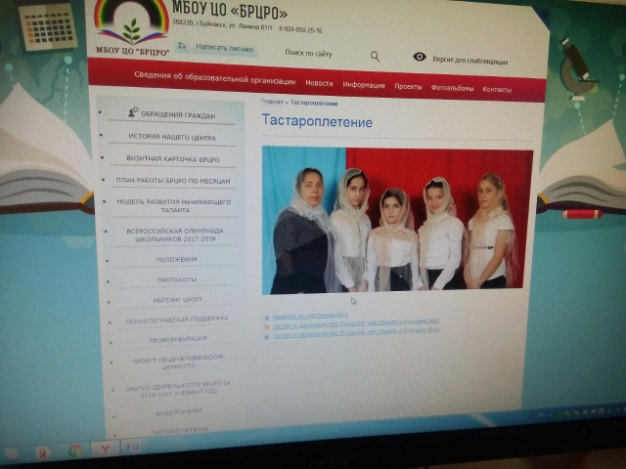 МБОУ ЦО «БРЦРО»
368220, г.Буйнакск, ул. Ленина 61/1 8-928-050-25-76
МБОУ ЦО "БРЦРО"
Написать письмо
Поиск по сайту
Версия для слабовидящих
Сведения об образовательной организации Новости Информация Проекты Фотоальбомы Контакты
ОБРАЩЕНИЯ ГРАЖДАН
ИСТОРИЯ НАШЕГО ЦЕНТРА
ВИЗИТНАЯ КАРТОЧКА БРЦРО
ПЛАН РАБОТЫ БРЦРО ПО МЕСЯЦАМ
МОДЕЛЬ РАЗВИТИЯ НАЧИНАЮЩЕГО
ТАЛАНТА
ВСЕРОССИЙСКАЯ ОЛИМПИАДА
ШКОЛЬНИКОВ 2017-2018
ПОЛОЖЕНИЯ
ПРОТОКОЛЫ
РЕЙТИНГ ШКОЛ
ПСИХОЛОГИЧЕСКАЯ ПОДДЕРЖКА
ПРОФОРИЕНТАЦИЯ
ПРОЕКТ ОБЩЕЧЕЛОВЕЧЕСКИЕ
ЦЕННОСТИ
АНАЛИЗ ДЕЯТЕЛЬНОСТИ БРЦРО ЗА
2016-2017 УЧЕБНЫЙ ГОД
ВИДЕОГАЛЕРЕЯ
ТАСТАРОПЛЕТЕНИЕ
Главная » Тастароплетение
Тастароплетение